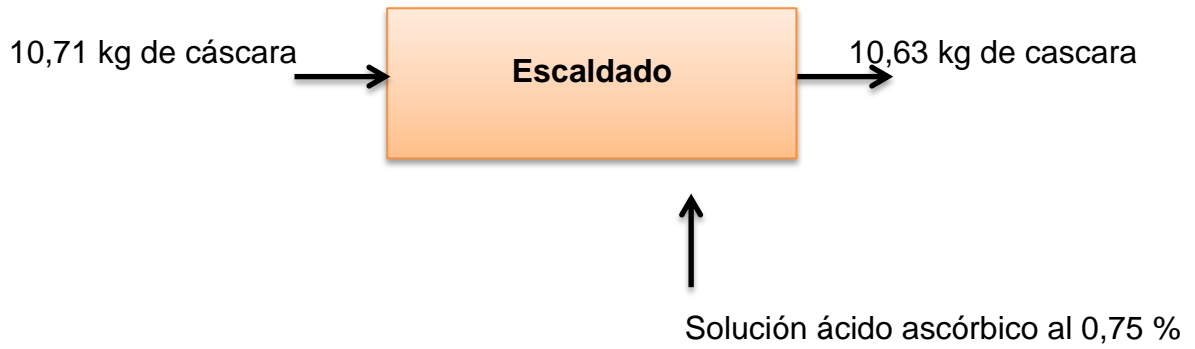 10,71 kg de cáscara
Escaldado
10,63 kg de cascara
Solución ácido ascórbico al 0,75 %